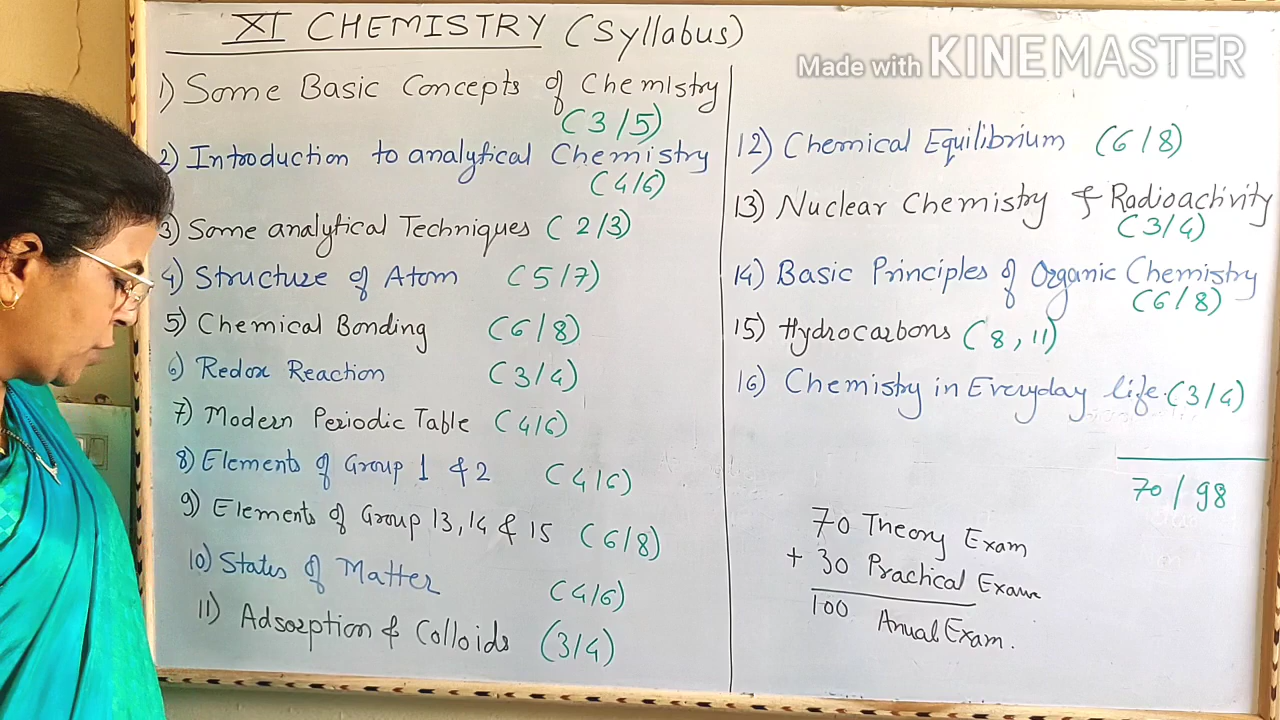 XI CHEMISTRY (Syllabus)
1) Some Basic Concepts of Chemistry
(3/5)
2) Introduction to analytical Chemistry
(4/6)
3) Some analytical Techniques (2/3)
4) Structure of Atom (5/7)
5) Chemical Bonding (6/8)
6) Redox Reaction (3/4)
7) Modern Periodic Table (4/6)
8) Elements of Group 1 & 2 (4/6)
9) Elements of Group 13, 14 & 15 (6/8)
10) States of Matter (4/6)
11) Adsorption & Colloids (3/4)
Made with KINEMASTER
12) Chemical Equilibrium (6/8)
13) Nuclear Chemistry & Radioactivity
(3/4)
14) Basic Principles of Organic Chemistry
(6/8)
15) Hydrocarbons (8, 11)
16) Chemistry in Everyday life. (3/4)
70/98
70 Theory Exam
+ 30 Practical Exam
100 Anual Exam.